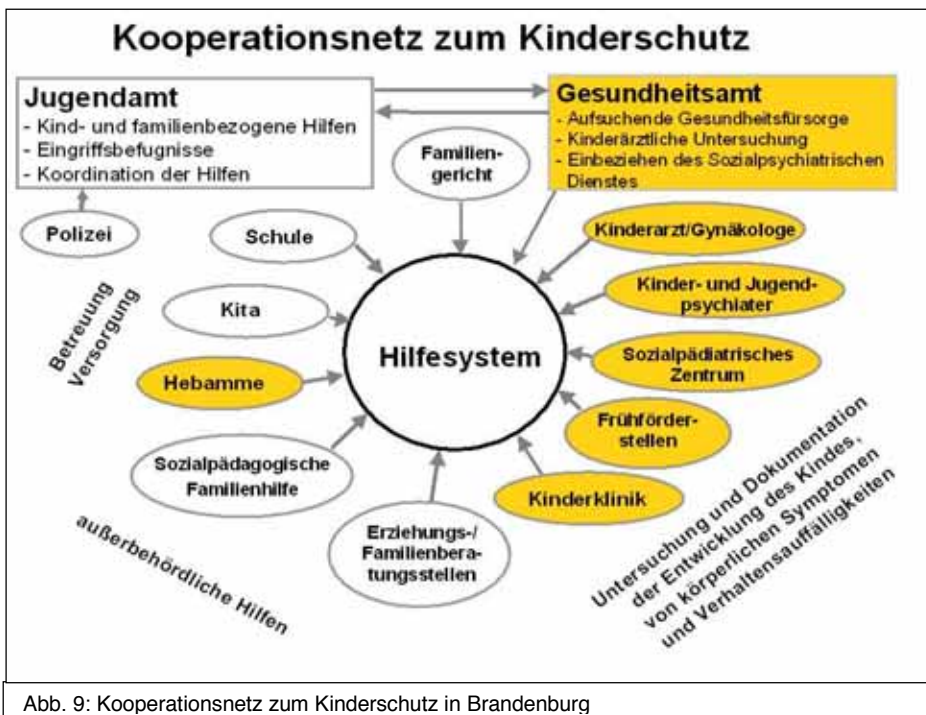 Kooperationsnetz zum Kinderschutz
Jugendamt
- Kind- und familienbezogene Hilfen
- Eingriffsbefugnisse
- Koordination der Hilfen
Gesundheitsamt
- Aufsuchende Gesundheitsfürsorge
- Kinderärztliche Untersuchung
- Einbeziehen des Sozialpsychiatrischen
Dienstes
Familien-
gericht
Polizei
Schule
Kinderarzt/Gynäkologe
Kita
Kinder- und Jugend-
psychiater
Betreuung
Versorgung
Hilfesystem
Sozialpädiatrisches
Zentrum
Hebamme
Frühförder-
stellen
Sozialpädagogische
Familienhilfe
Kinderklinik
Erziehungs-/
Familienbera-
tungsstellen
außerbehördliche Hilfen
Untersuchung und Dokumentation
der Entwicklung des Kindes,
von körperlichen Symptomen
und Verhaltensauffälligkeiten
Abb. 9: Kooperationsnetz zum Kinderschutz in Brandenburg